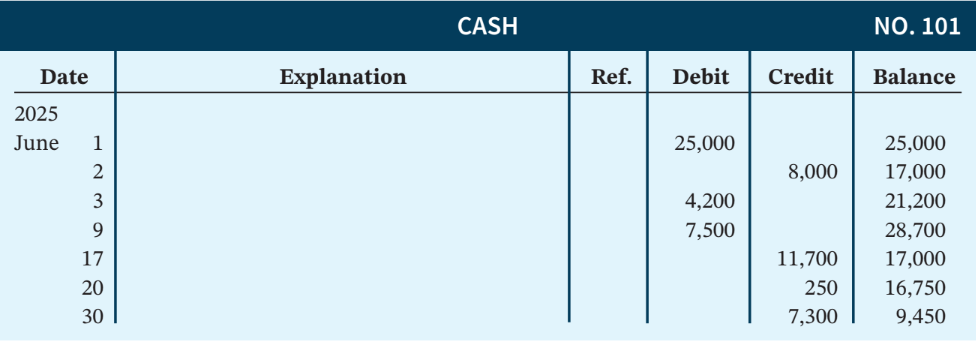 CASH NO. 101
Date Explanation Ref. Debit Credit Balance
2025
June 1 25,000 25,000
2 8,000 17,000
3 4,200 21,200
9 7,500 28,700
17 11,700 17,000
20 250 16,750
30 7,300 9,450